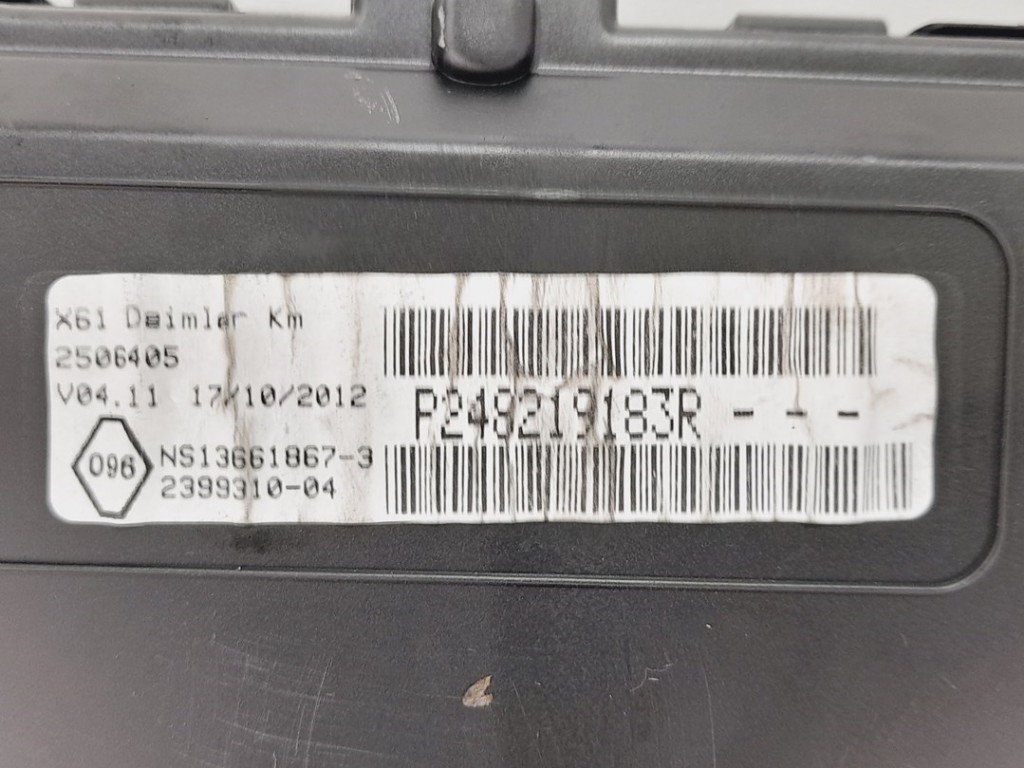 X61 Daimler Km
2506405
V04.11 17/10/2012
P248219183R - - -
096
NS13661867-3
2399310-04